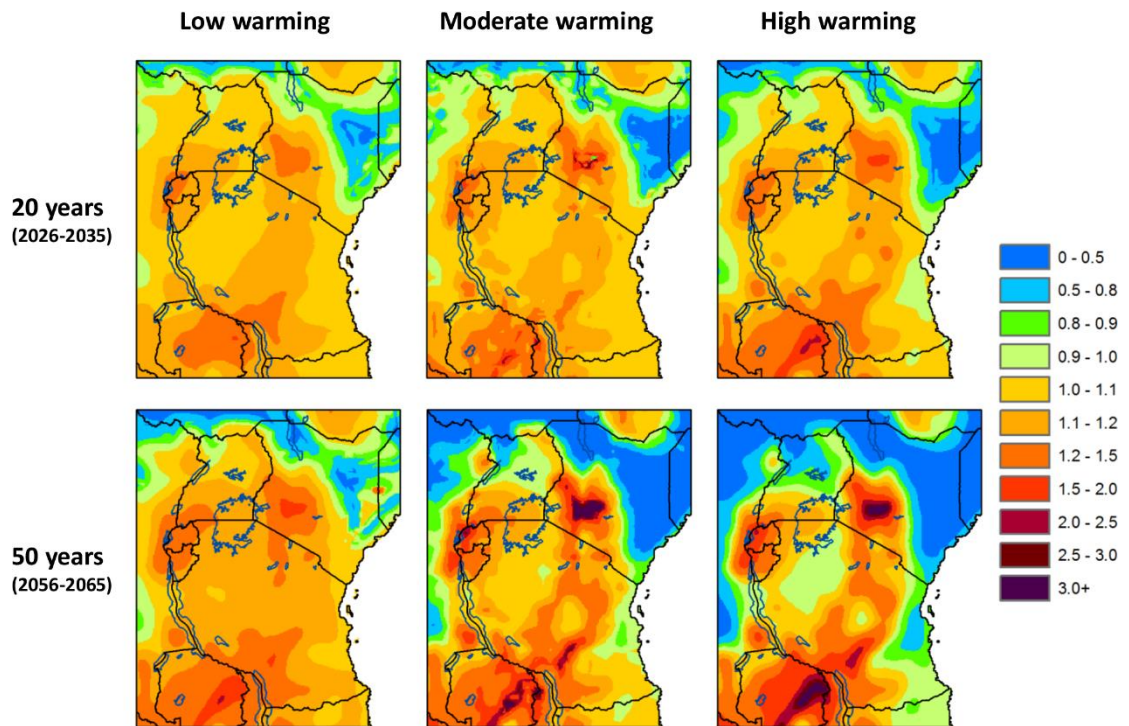 Low warming
Moderate warming
High warming
20 years
(2026-2035)
50 years
(2056-2065)
0 - 0.5
0.5 - 0.8
0.8 - 0.9
0.9 - 1.0
1.0 - 1.1
1.1 - 1.2
1.2 - 1.5
1.5 - 2.0
2.0 - 2.5
2.5 - 3.0
3.0+